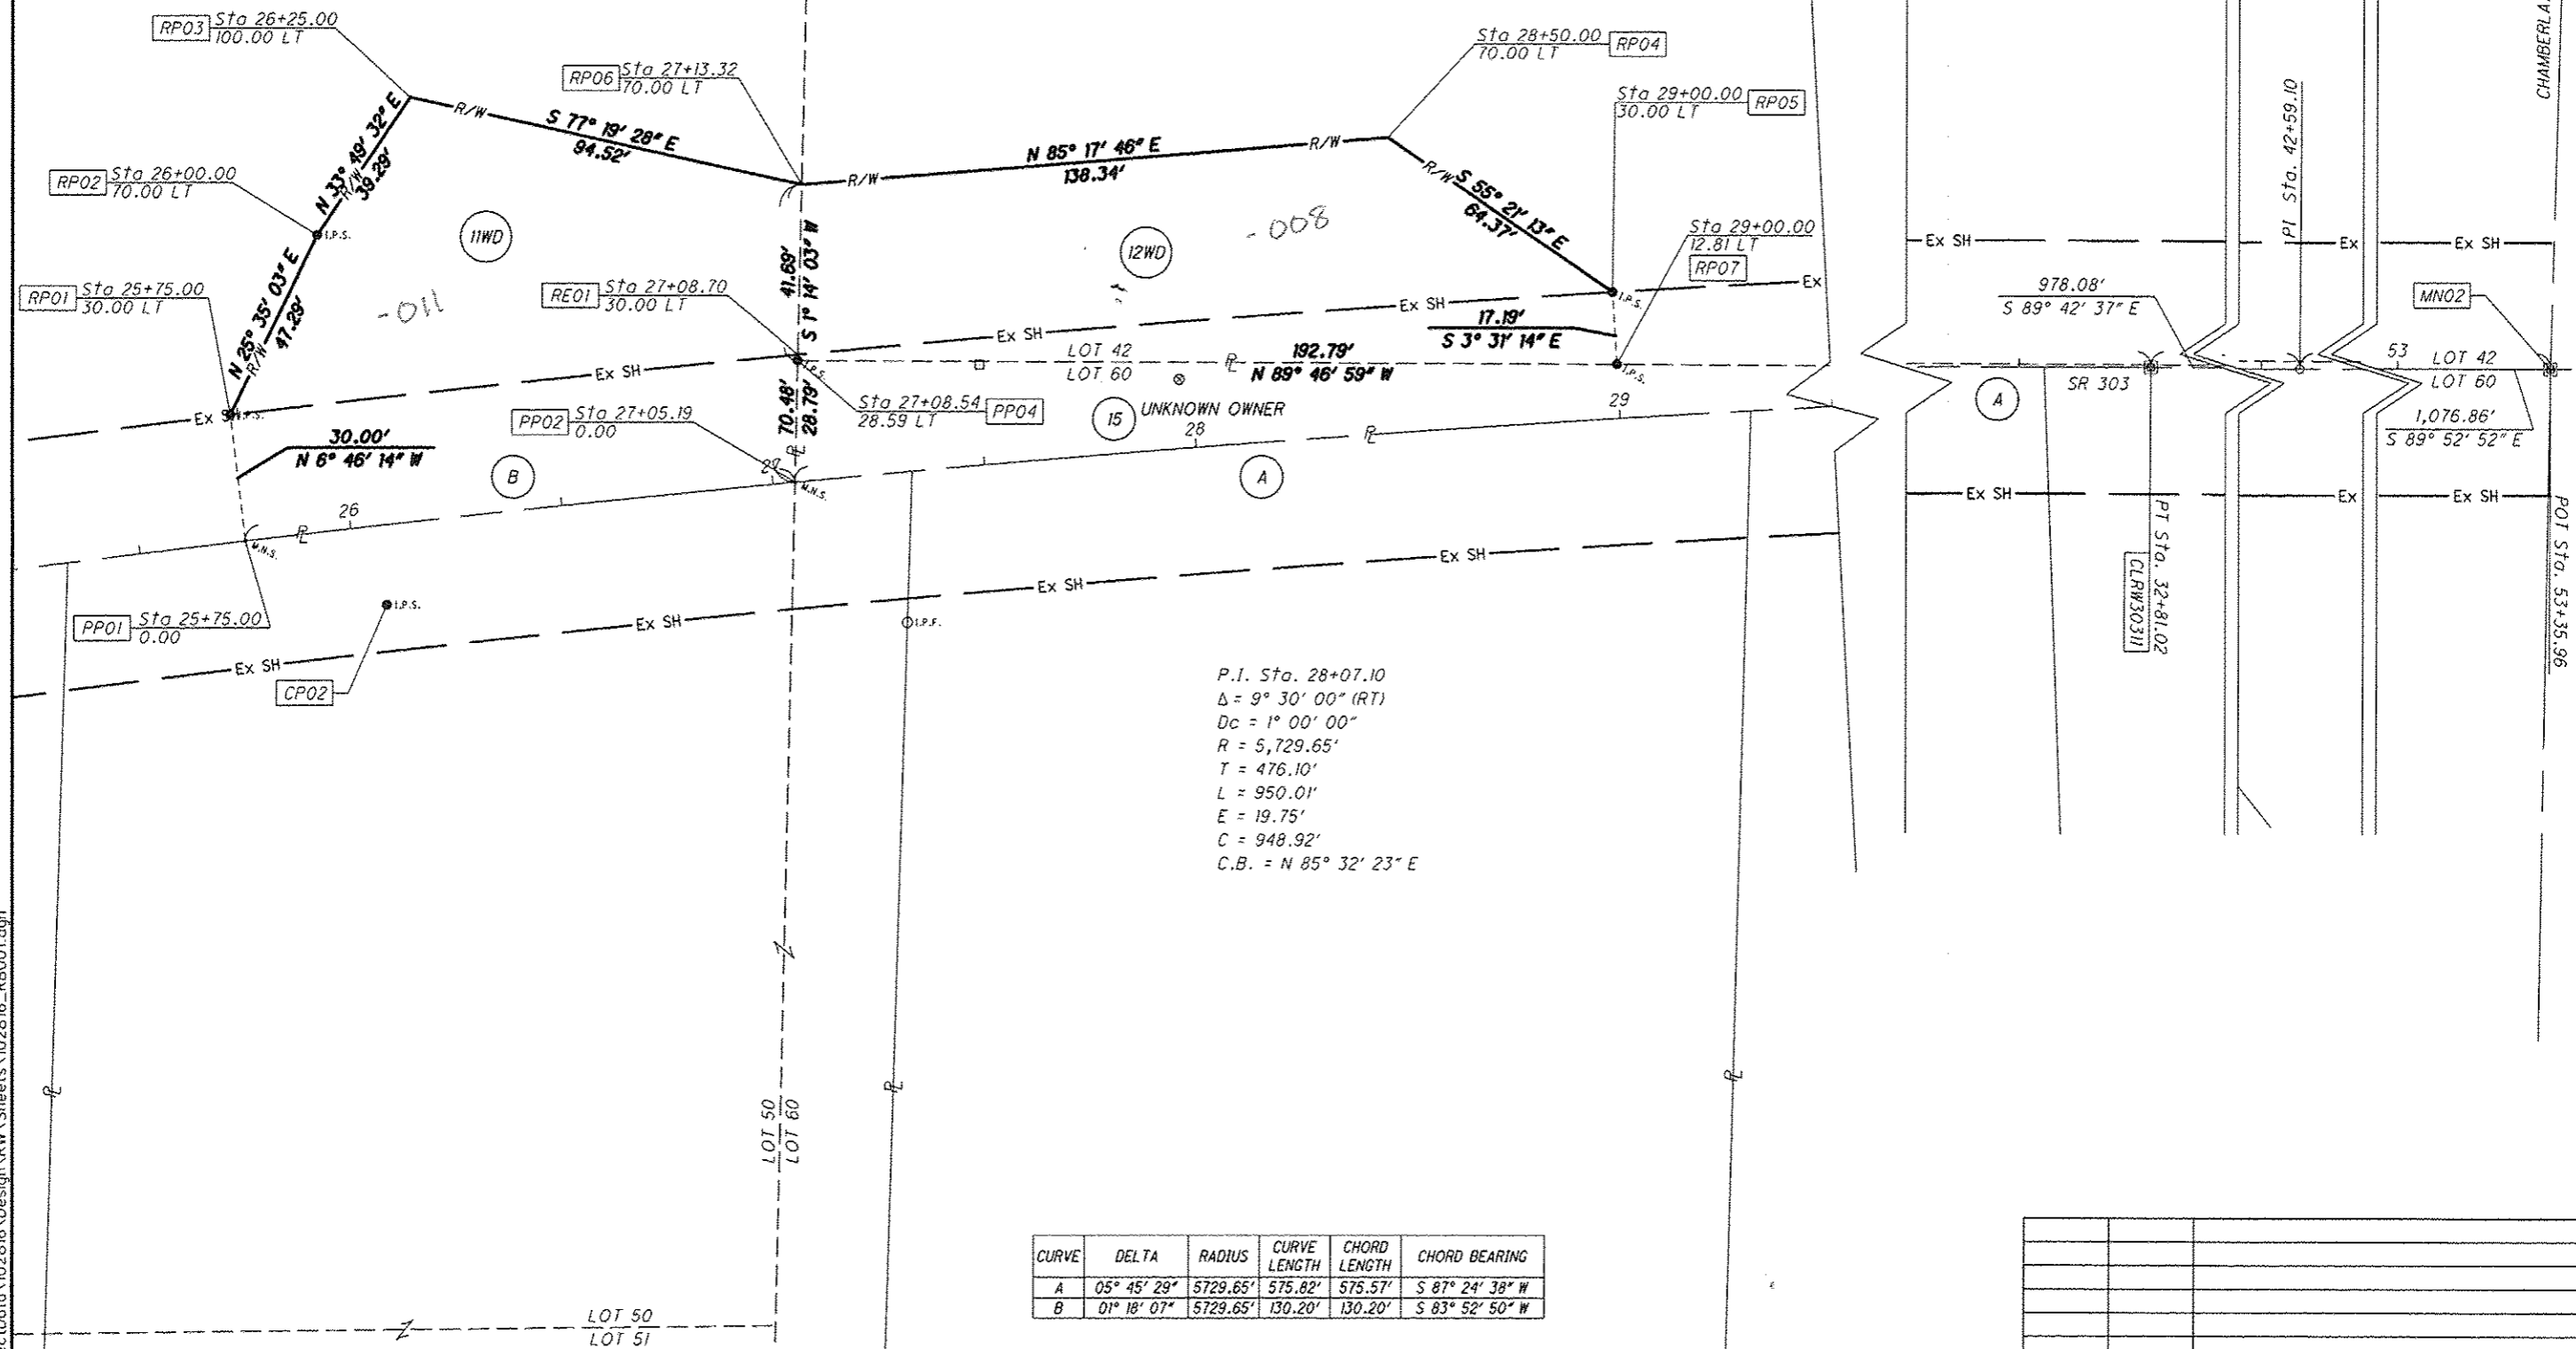 RP03 Sta 26+25.00
100.00 LT
RP06 Sta 27+13.32
70.00 LT
Sta 28+50.00 RP04
70.00 LT
Sta 29+00.00 RP05
30.00 LT
RP02 Sta 26+00.00
70.00 LT
N 33° 49' 32" E
R/W
39.29'
R/W
S 77° 19' 28" E
94.52'
R/W
N 85° 17' 46" E
138.34'
R/W
R/W
S 55° 21' 13" E
64.37'
I.P.S.
11WD
-011
12WD
-008
RP01 Sta 25+75.00
30.00 LT
N 25° 35' 03" E
R/W
47.29'
RE01 Sta 27+08.70
30.00 LT
41.69'
S 1° 14' 03" W
Sta 29+00.00
12.81 LT
RP07
I.P.S.
Ex SH
Ex SH
Ex SH
Ex SH
Ex
17.19'
S 3° 31' 14" E
LOT 42
LOT 60
192.79'
N 89° 46' 59" W
I.P.S.
I.P.S.
Sta 27+08.54 PP04
28.59 LT
15 UNKNOWN OWNER
70.48'
28.79'
PP02 Sta 27+05.19
0.00
30.00'
N 6° 46' 14" W
B
A
26
27
28
29
M.N.S.
M.N.S.
PP01 Sta 25+75.00
0.00
I.P.S.
CP02
I.P.F.
Ex SH
Ex SH
Ex SH
Ex SH
CHAMBERLA
PI Sta. 42+59.10
Ex SH
Ex
Ex SH
978.08'
S 89° 42' 37" E
MN02
53
LOT 42
LOT 60
SR 303
A
1,076.86'
S 89° 52' 52" E
Ex SH
Ex
Ex SH
PT Sta. 32+81.02
CLRW30311
POT Sta. 53+35.96
P.I. Sta. 28+07.10
Δ = 9° 30' 00" (RT)
Dc = 1° 00' 00"
R = 5,729.65'
T = 476.10'
L = 950.01'
E = 19.75'
C = 948.92'
C.B. = N 85° 32' 23" E
LOT 50
LOT 60
LOT 50
LOT 51
CURVE DELTA RADIUS CURVE LENGTH CHORD LENGTH CHORD BEARING
A 05° 45' 29" 5729.65' 575.82' 575.57' S 87° 24' 38" W
B 01° 18' 07" 5729.65' 130.20' 130.20' S 83° 52' 50" W